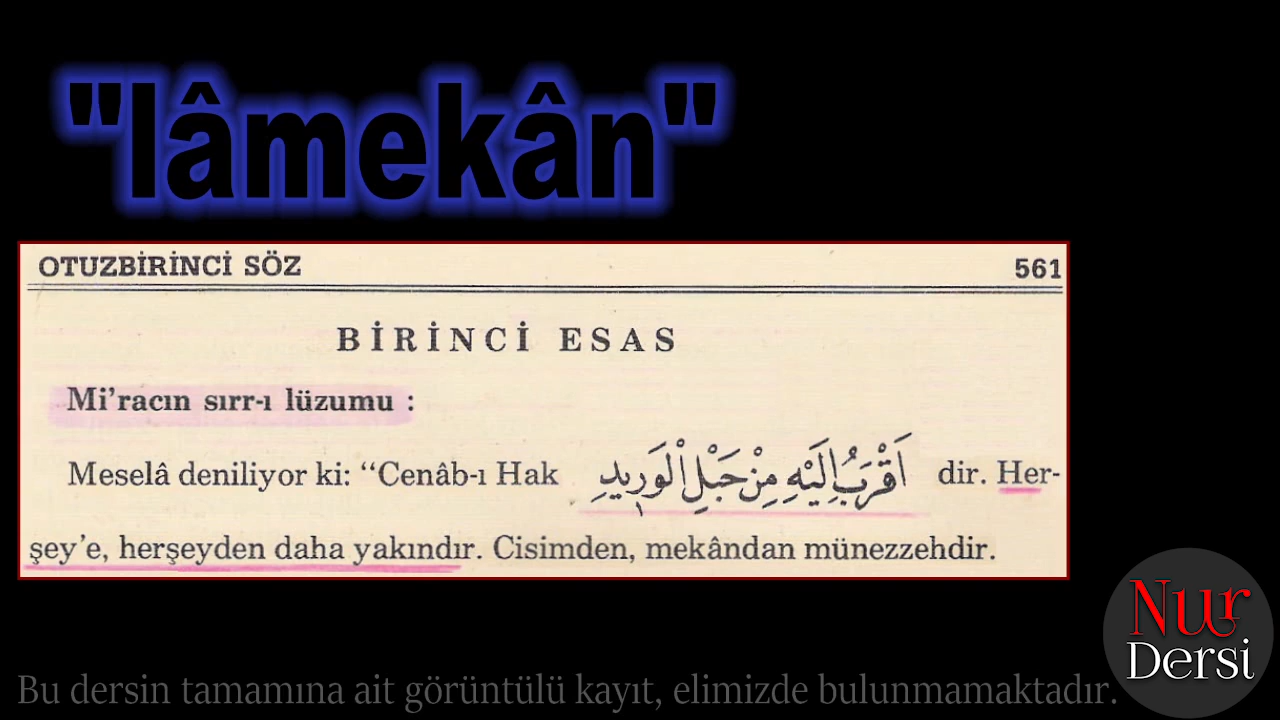 "lâmekân"
OTUZBİRİNCİ SÖZ 561
BİRİNCİ ESAS
Mi'racın sırr-ı lüzumu :
Meselâ deniliyor ki: “Cenâb-ı Hak اَقْرَبُ اِلَيْهِ مِنْ حَبْلِ الْوَرِيدِ dir. Her-
şey'e, herşeyden daha yakındır. Cisimden, mekândan münezzehdir.
Nur
Dersi
Bu dersin tamamına ait görüntülü kayıt, elimizde bulunmamaktadır.